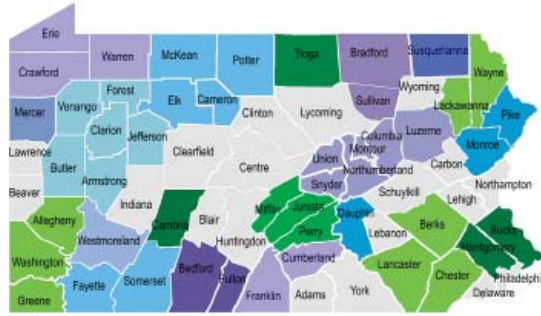 Erie
Warren
McKean
Potter
Tioga
Bradford
Susquehanna
Wayne
Crawford
Forest
Elk
Cameron
Sullivan
Wyoming
Lackawanna
Pike
Mercer
Venango
Clinton
Lycoming
Clarion
Jefferson
Columbia
Luzerne
Montour
Monroe
Lawrence
Clearfield
Centre
Union
Northumberland
Carbon
Butler
Armstrong
Snyder
Schuylkill
Northampton
Beaver
Indiana
Cambria
Blair
Mifflin
Juniata
Lehigh
Allegheny
Dauphin
Perry
Lebanon
Berks
Bucks
Westmoreland
Huntingdon
Montgomery
Washington
Cumberland
Lancaster
Chester
Philadelphi
Fayette
Somerset
Bedford
Fulton
Franklin
Adams
York
Delaware
Greene